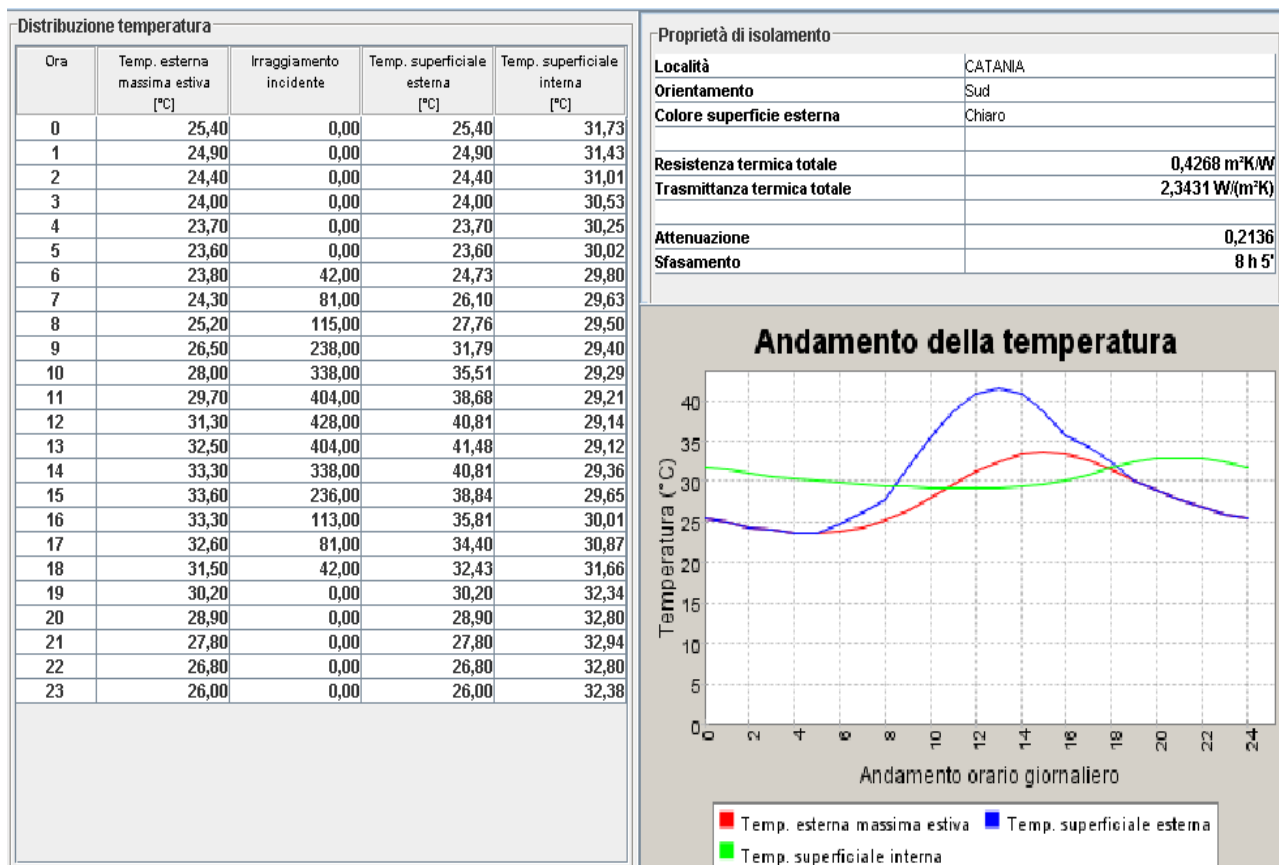 Distribuzione temperatura
Ora Temp. esterna massima estiva [°C] Irraggiamento incidente Temp. superficiale esterna [°C] Temp. superficiale interna [°C]
0 25,40 0,00 25,40 31,73
1 24,90 0,00 24,90 31,43
2 24,40 0,00 24,40 31,01
3 24,00 0,00 24,00 30,53
4 23,70 0,00 23,70 30,25
5 23,60 0,00 23,60 30,02
6 23,80 42,00 24,73 29,80
7 24,30 81,00 26,10 29,63
8 25,20 115,00 27,76 29,50
9 26,50 238,00 31,79 29,40
10 28,00 338,00 35,51 29,29
11 29,70 404,00 38,68 29,21
12 31,30 428,00 40,81 29,14
13 32,50 404,00 41,48 29,12
14 33,30 338,00 40,81 29,36
15 33,60 236,00 38,84 29,65
16 33,30 113,00 35,81 30,01
17 32,60 81,00 34,40 30,87
18 31,50 42,00 32,43 31,66
19 30,20 0,00 30,20 32,34
20 28,90 0,00 28,90 32,80
21 27,80 0,00 27,80 32,94
22 26,80 0,00 26,80 32,80
23 26,00 0,00 26,00 32,38
Proprietà di isolamento
Località CATANIA
Orientamento Sud
Colore superficie esterna Chiaro
Resistenza termica totale 0,4268 m²K/W
Trasmittanza termica totale 2,3431 W/(m²K)
Attenuazione 0,2136
Sfasamento 8 h 5'
Andamento della temperatura
Temperatura (°C)
40
35
30
25
20
15
10
5
0
0 2 4 6 8 10 12 14 16 18 20 22 24
Andamento orario giornaliero
Temp. esterna massima estiva Temp. superficiale esterna
Temp. superficiale interna